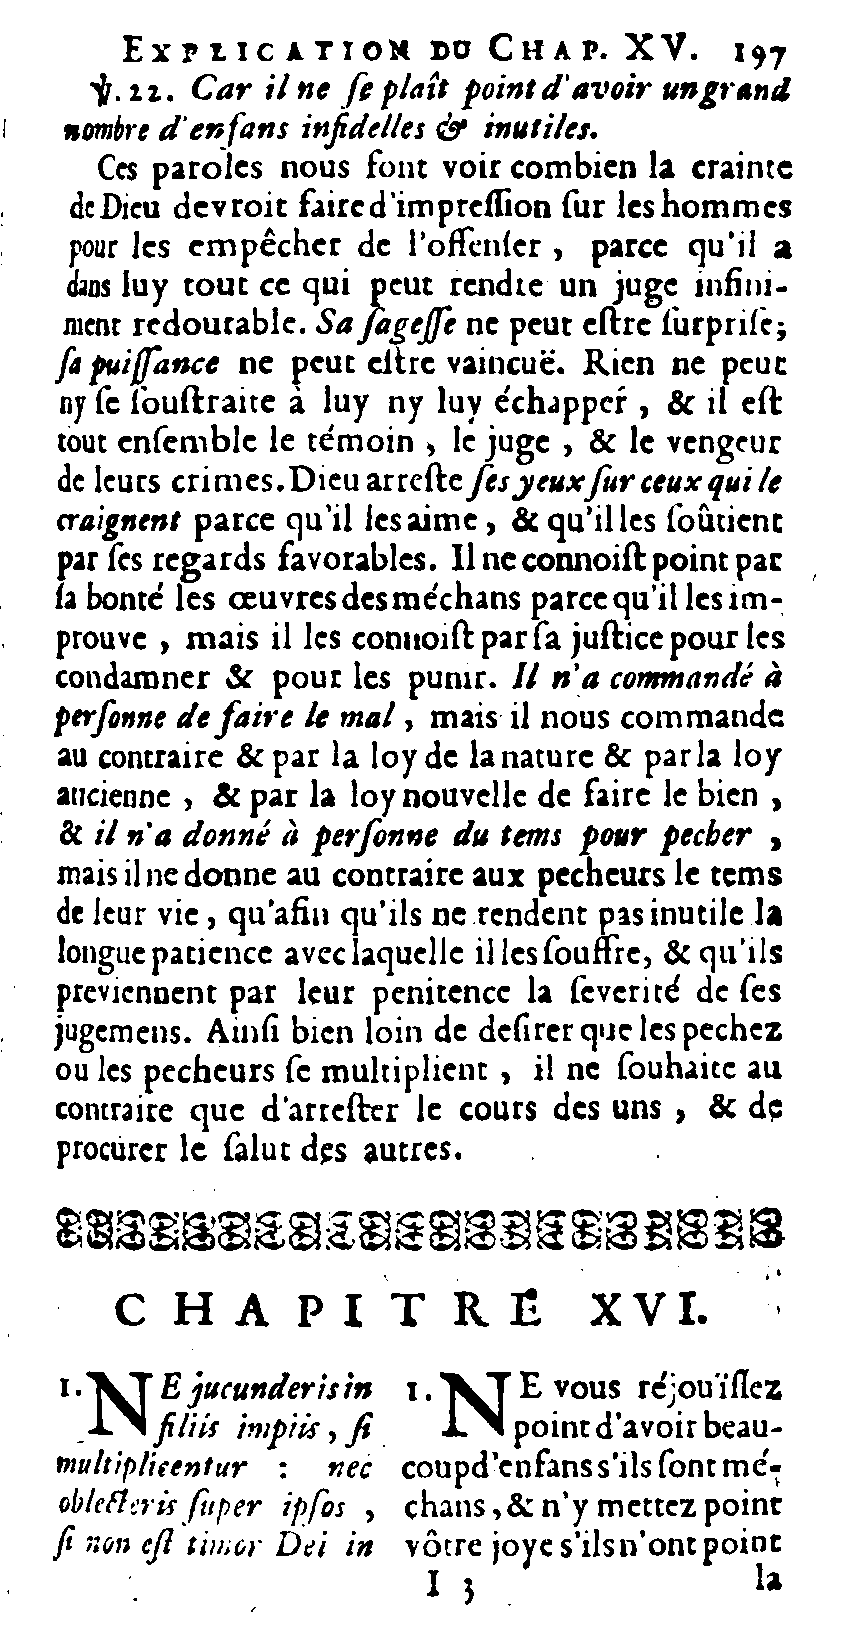 EXPLICATION DU CHAP. XV. 197
℣. 22. Car il ne ſe plaît point d'avoir un grand
nombre d'enfans infidelles & inutiles.
Ces paroles nous font voir combien la crainte
de Dieu devroit faire d'impreſſion ſur les hommes
pour les empêcher de l'offenſer, parce qu'il a
dans luy tout ce qui peut rendre un juge infini-
ment redoutable. Sa ſageſſe ne peut eſtre ſurpriſe;
ſa puiſſance ne peut eſtre vaincuë. Rien ne peut
ny ſe ſouſtraite à luy ny luy échapper, & il eſt
tout enſemble le témoin, le juge, & le vengeur
de leurs crimes. Dieu arreſte ſes yeux ſur ceux qui le
craignent parce qu'il les aime, & qu'il les ſoûtient
par ſes regards favorables. Il ne connoiſt point par
ſa bonté les œuvres des méchans parce qu'il les im-
prouve, mais il les connoiſt par ſa juſtice pour les
condamner & pour les punir. Il n'a commandé à
perſonne de faire le mal, mais il nous commande
au contraire & par la loy de la nature & par la loy
ancienne, & par la loy nouvelle de faire le bien,
& il n'a donné à perſonne du tems pour pecher,
mais il ne donne au contraire aux pecheurs le tems
de leur vie, qu'afin qu'ils ne rendent pas inutile la
longue patience avec laquelle il les ſouffre, & qu'ils
previennent par leur penitence la ſeverité de ſes
jugemens. Ainſi bien loin de deſirer que les pechez
ou les pecheurs ſe multiplient, il ne ſouhaite au
contraire que d'arreſter le cours des uns, & de
procurer le ſalut des autres.
CHAPITRE XVI.
1. NE jucunderis in
filiis impiis, ſi
multiplicentur : nec
oblecteris ſuper ipſos,
ſi non eſt timor Dei in
1. NE vous réjouïſſez
point d'avoir beau-
coup d'enfans s'ils ſont mé-
chans, & n'y mettez point
vôtre joye s'ils n'ont point
I 3 la